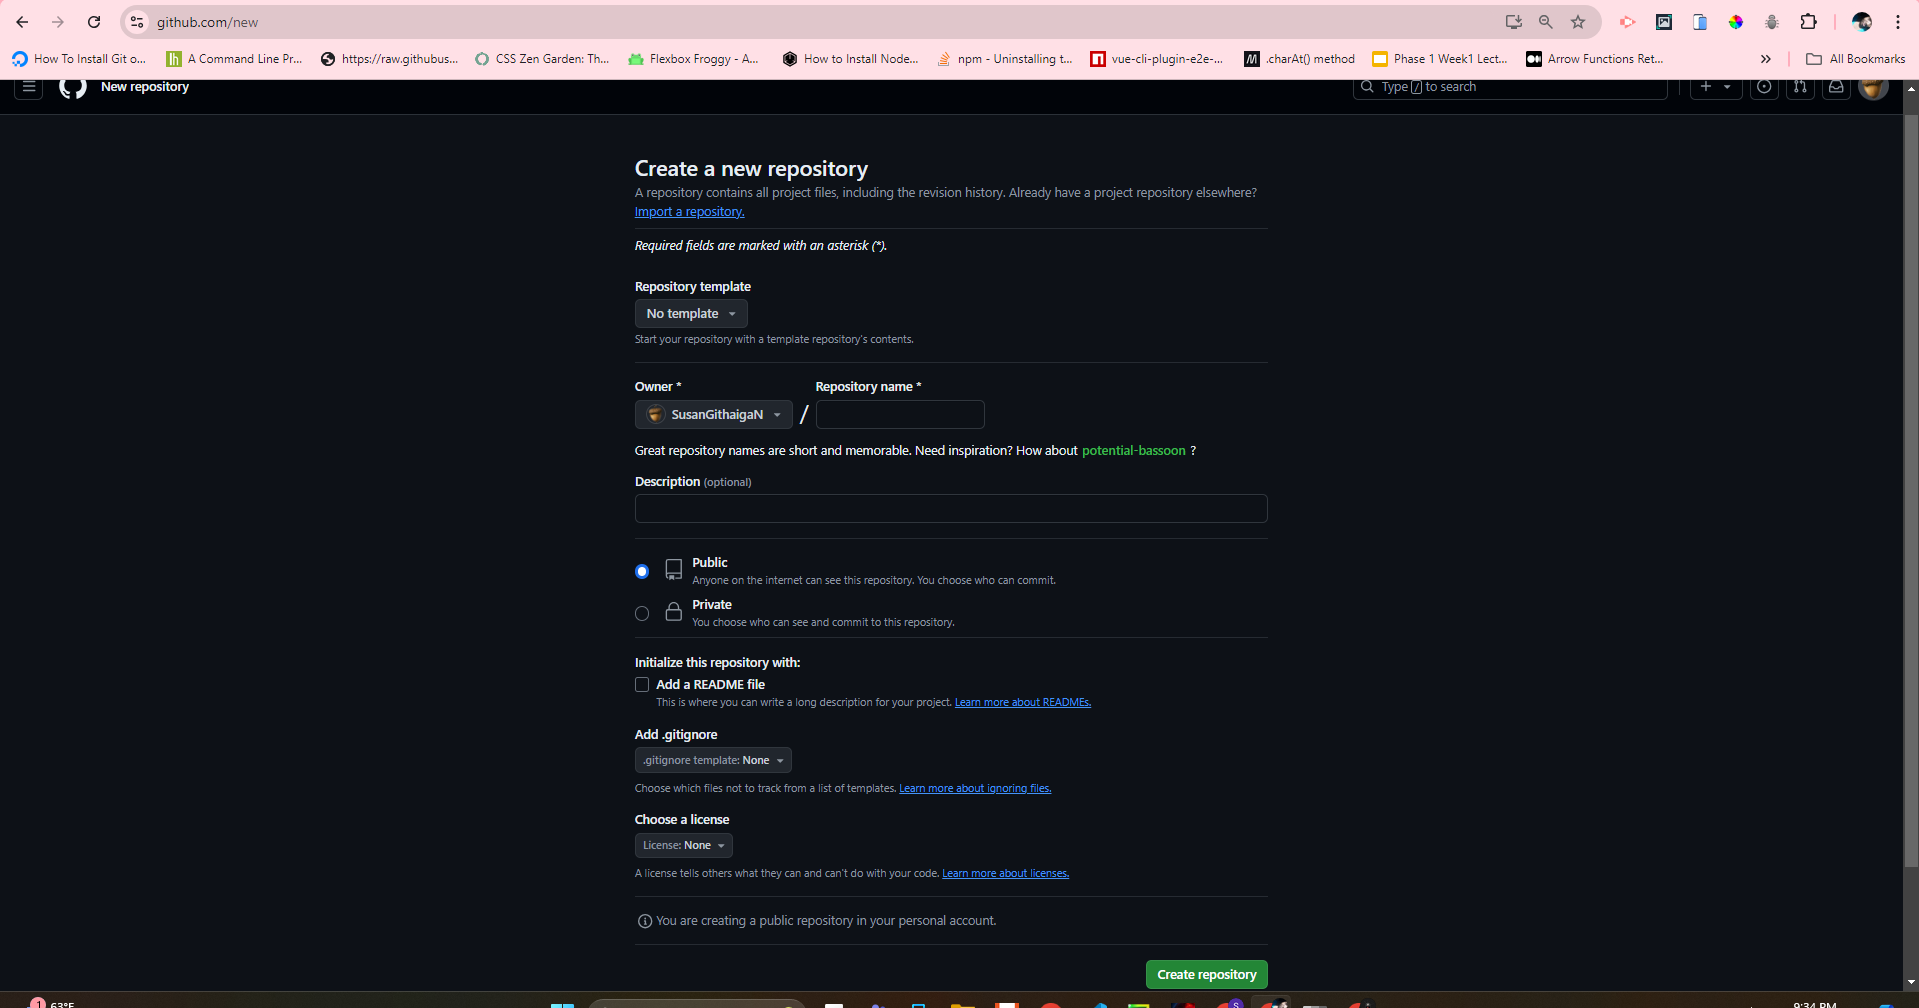 github.com/new
How To Install Git o...
A Command Line Pr...
https://raw.githubus...
CSS Zen Garden: Th...
Flexbox Froggy - A...
How to Install Node...
npm - Uninstalling t...
vue-cli-plugin-e2e-...
.charAt() method
Phase 1 Week1 Lect...
Arrow Functions Ret...
All Bookmarks
New repository
Type / to search
Create a new repository
A repository contains all project files, including the revision history. Already have a project repository elsewhere?
Import a repository.
Required fields are marked with an asterisk (*).
Repository template
No template
Start your repository with a template repository's contents.
Owner * Repository name *
SusanGithaigaN /
Great repository names are short and memorable. Need inspiration? How about potential-bassoon ?
Description (optional)
Public
Anyone on the internet can see this repository. You choose who can commit.
Private
You choose who can see and commit to this repository.
Initialize this repository with:
Add a README file
This is where you can write a long description for your project. Learn more about READMEs.
Add .gitignore
.gitignore template: None
Choose which files not to track from a list of templates. Learn more about ignoring files.
Choose a license
License: None
A license tells others what they can and can't do with your code. Learn more about licenses.
You are creating a public repository in your personal account.
Create repository
1 63°F
S
9:34 PM